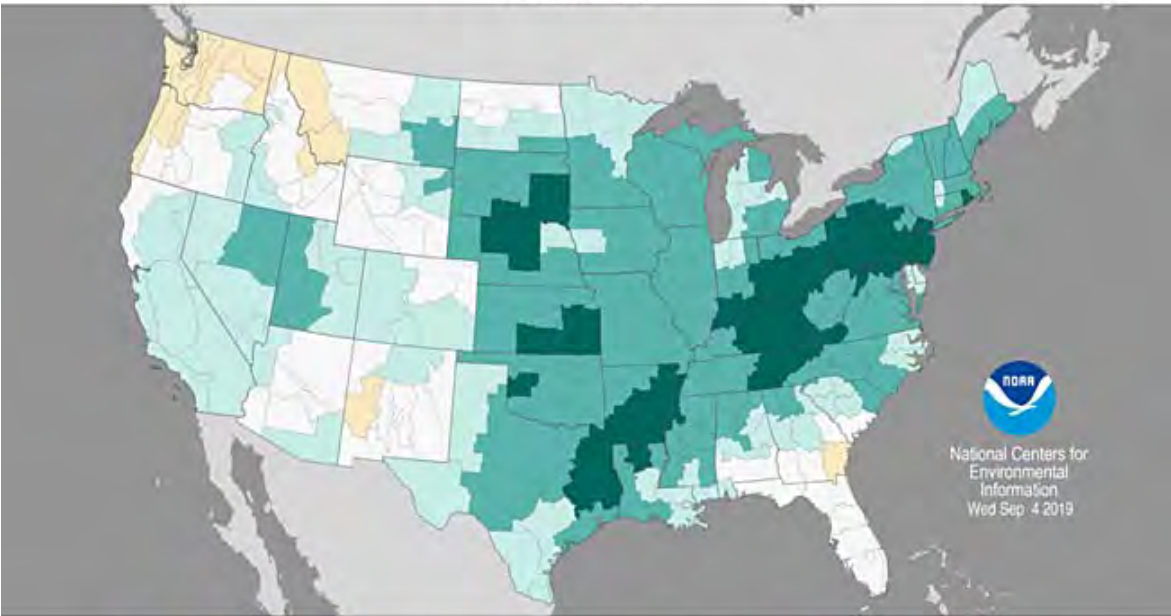 NOAA
National Centers for
Environmental
Information
Wed Sep 4 2019